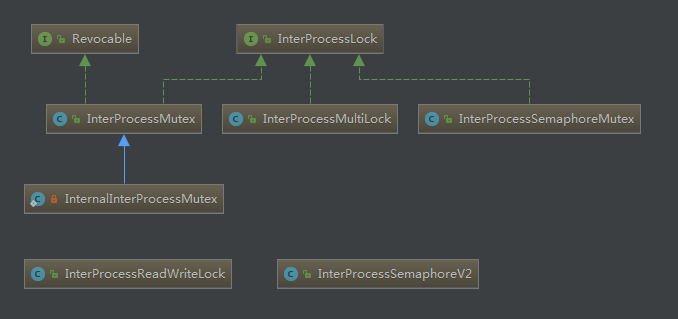 Revocable
InterProcessLock
InterProcessMutex
InterProcessMultiLock
InterProcessSemaphoreMutex
InternalInterProcessMutex
InterProcessReadWriteLock
InterProcessSemaphoreV2